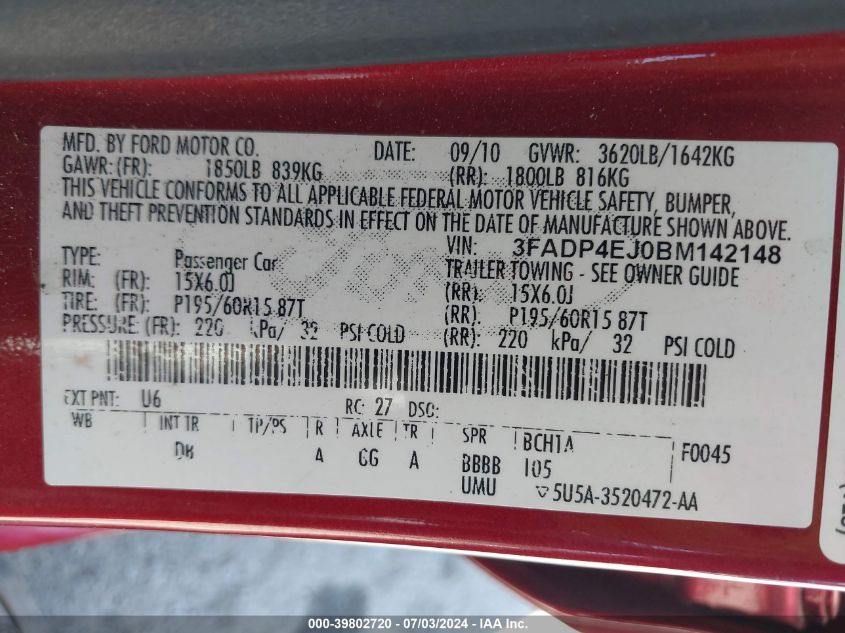 MFD. BY FORD MOTOR CO. DATE: 09/10 GVWR: 3620LB/1642KG
GAWR:(FR): 1850LB 839KG (RR): 1800LB 816KG
THIS VEHICLE CONFORMS TO ALL APPLICABLE FEDERAL MOTOR VEHICLE SAFETY, BUMPER,
AND THEFT PREVENTION STANDARDS IN EFFECT ON THE DATE OF MANUFACTURE SHOWN ABOVE.
VIN: 3FADP4EJ0BM142148
TYPE: Passenger Car TRAILER TOWING - SEE OWNER GUIDE
RIM: (FR): 15X6.0J (RR): 15X6.0J
TIRE: (FR): P195/60R15 87T (RR): P195/60R15 87T
PRESSURE: (FR): 220 kPa/ 32 PSI COLD (RR): 220 kPa/ 32 PSI COLD
EXT PNT: U6 RC: 27 DSO:
WB INT TR TP/PS R AXLE TR SPR BCH1A F0045
A GG A BBBB 105
UMU 5U5A-3520472-AA
000-39802720 - 07/03/2024 - IAA Inc.